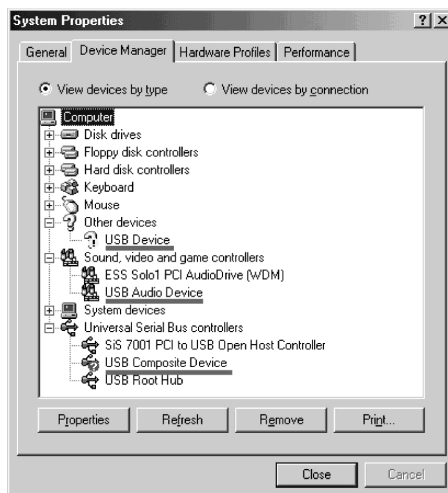 System Properties
General Device Manager Hardware Profiles Performance
View devices by type View devices by connection
Computer
Disk drives
Floppy disk controllers
Hard disk controllers
Keyboard
Mouse
Other devices
USB Device
Sound, video and game controllers
ESS Solo1 PCI AudioDrive (WDM)
USB Audio Device
System devices
Universal Serial Bus controllers
SiS 7001 PCI to USB Open Host Controller
USB Composite Device
USB Root Hub
Properties Refresh Remove Print...
Close Cancel